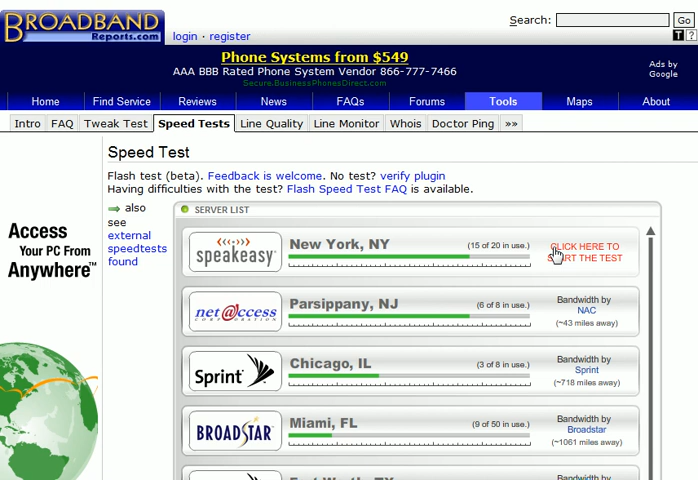 BROADBAND
Reports.com
login · register
Search:
Go
T ?
Phone Systems from $549
AAA BBB Rated Phone System Vendor 866-777-7466
Secure.BusinessPhonesDirect.com
Ads by
Google
Home Find Service Reviews News FAQs Forums Tools Maps About
Intro FAQ Tweak Test Speed Tests Line Quality Line Monitor Whois Doctor Ping »»
Speed Test
Flash test (beta). Feedback is welcome. No test? verify plugin
Having difficulties with the test? Flash Speed Test FAQ is available.
also
see
external
speedtests
found
Access
Your PC From
Anywhere™
SERVER LIST
speakeasy
New York, NY
(15 of 20 in use.)
CLICK HERE TO
START THE TEST
net@ccess
CORPORATION
Parsippany, NJ
(6 of 8 in use.)
Bandwidth by
NAC
(~43 miles away)
Sprint
Chicago, IL
(3 of 8 in use.)
Bandwidth by
Sprint
(~718 miles away)
BROADSTAR
Miami, FL
(9 of 50 in use.)
Bandwidth by
Broadstar
(~1061 miles away)
Bandwidth by